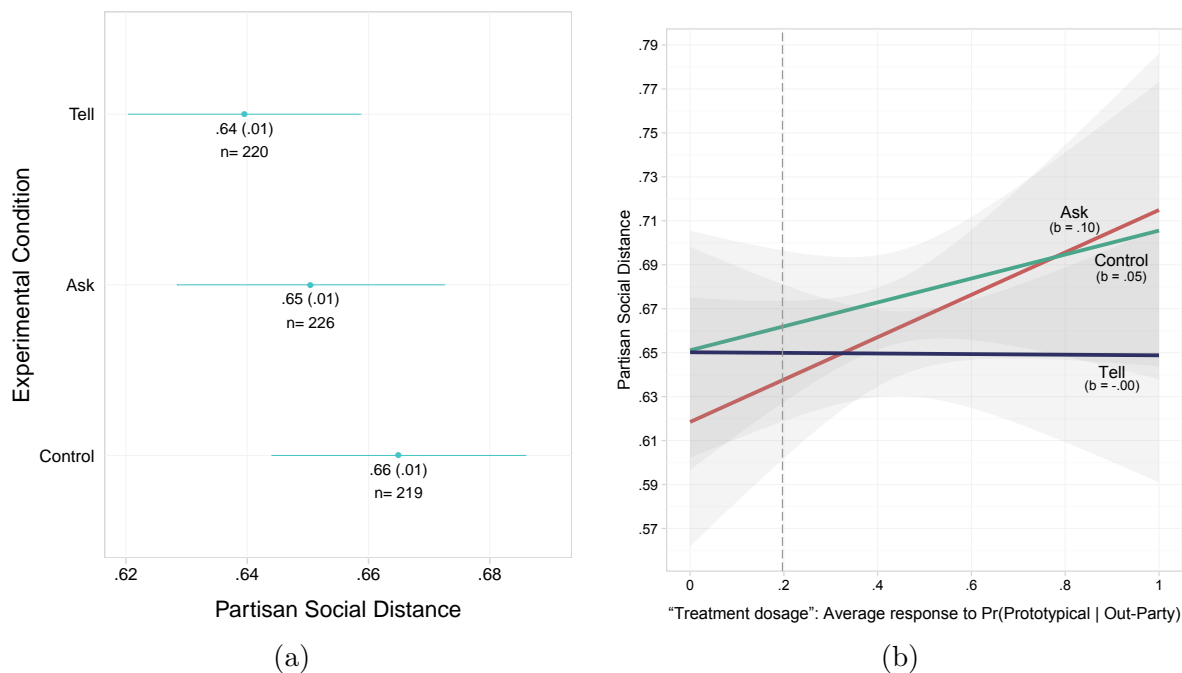 Experimental Condition
Tell
.64 (.01)
n= 220
Ask
.65 (.01)
n= 226
Control
.66 (.01)
n= 219
.62
.64
.66
.68
Partisan Social Distance
(a)
Partisan Social Distance
.79
.77
.75
.73
.71
.69
.67
.65
.63
.61
.59
.57
Ask
(b = .10)
Control
(b = .05)
Tell
(b = -.00)
0
.2
.4
.6
.8
1
“Treatment dosage”: Average response to Pr(Prototypical | Out-Party)
(b)